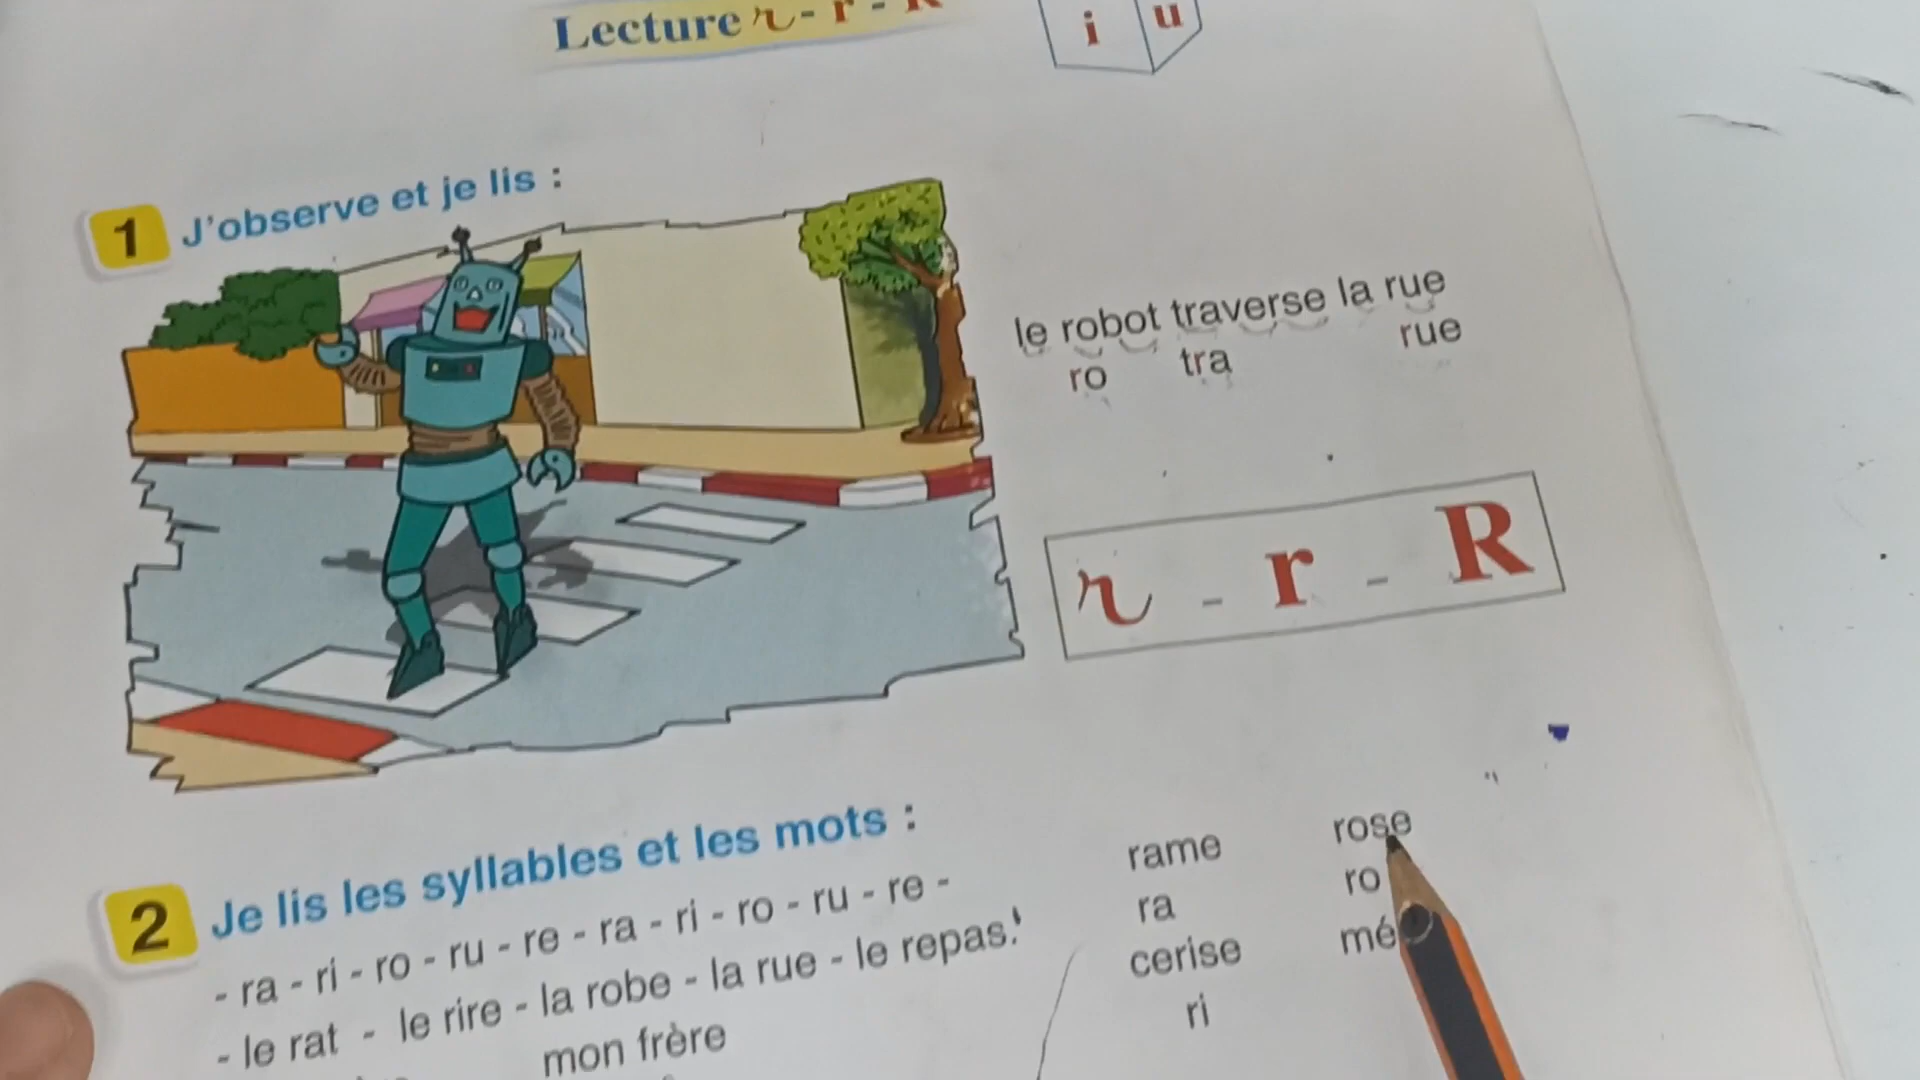 Lecture r - r - R
i u
1 J'observe et je lis :
le robot traverse la rue
ro tra rue
r - r - R
2 Je lis les syllables et les mots :
- ra - ri - ro - ru - re - ra - ri - ro - ru - re -
- le rat - le rire - la robe - la rue - le repas.
mon frère
rame rose
ra ro
cerise mé
ri